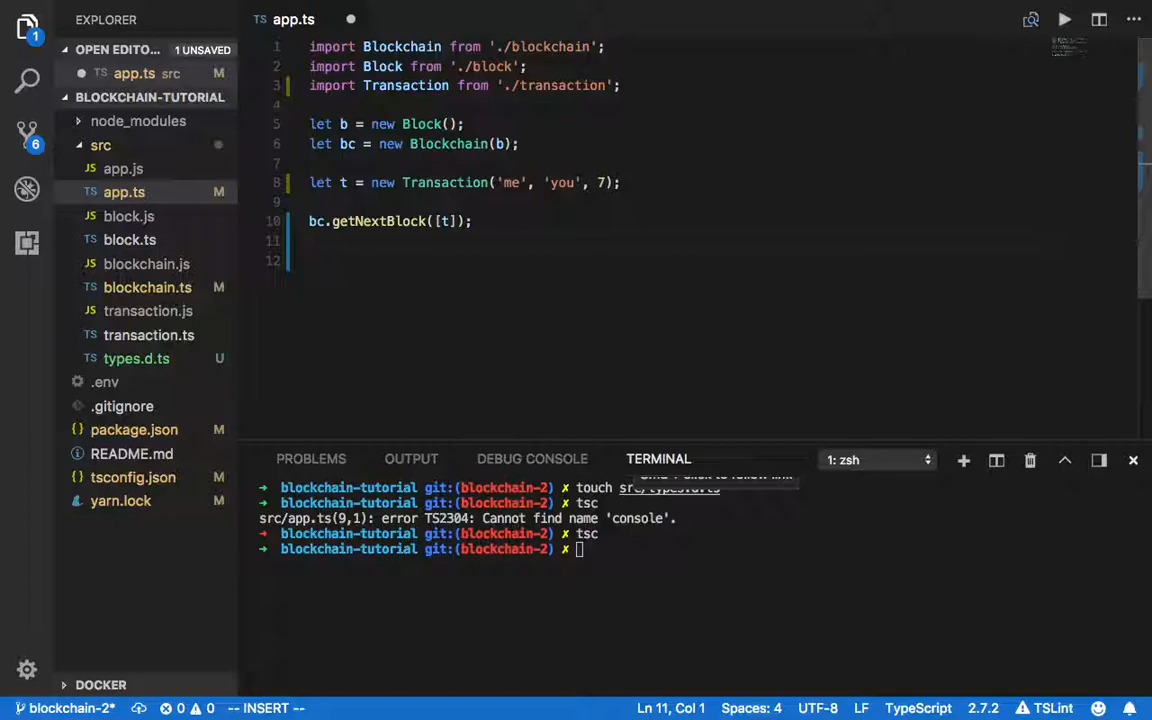 EXPLORER
OPEN EDITO... 1 UNSAVED
TS app.ts src M
BLOCKCHAIN-TUTORIAL
node_modules
src
JS app.js
TS app.ts M
JS block.js
TS block.ts
JS blockchain.js
TS blockchain.ts M
JS transaction.js
TS transaction.ts
TS types.d.ts U
.env
.gitignore
{} package.json M
README.md
{} tsconfig.json M
yarn.lock
DOCKER
1
6
TS app.ts
1 import Blockchain from './blockchain';
2 import Block from './block';
3 import Transaction from './transaction';
4
5 let b = new Block();
6 let bc = new Blockchain(b);
7
8 let t = new Transaction('me', 'you', 7);
9
10 bc.getNextBlock([t]);
11
12
PROBLEMS OUTPUT DEBUG CONSOLE TERMINAL 1: zsh
➜ blockchain-tutorial git:(blockchain-2) ✗ touch src/types.d.ts
➜ blockchain-tutorial git:(blockchain-2) ✗ tsc
src/app.ts(9,1): error TS2304: Cannot find name 'console'.
➜ blockchain-tutorial git:(blockchain-2) ✗ tsc
➜ blockchain-tutorial git:(blockchain-2) ✗
blockchain-2* 0 0 -- INSERT -- Ln 11, Col 1 Spaces: 4 UTF-8 LF TypeScript 2.7.2 TSLint